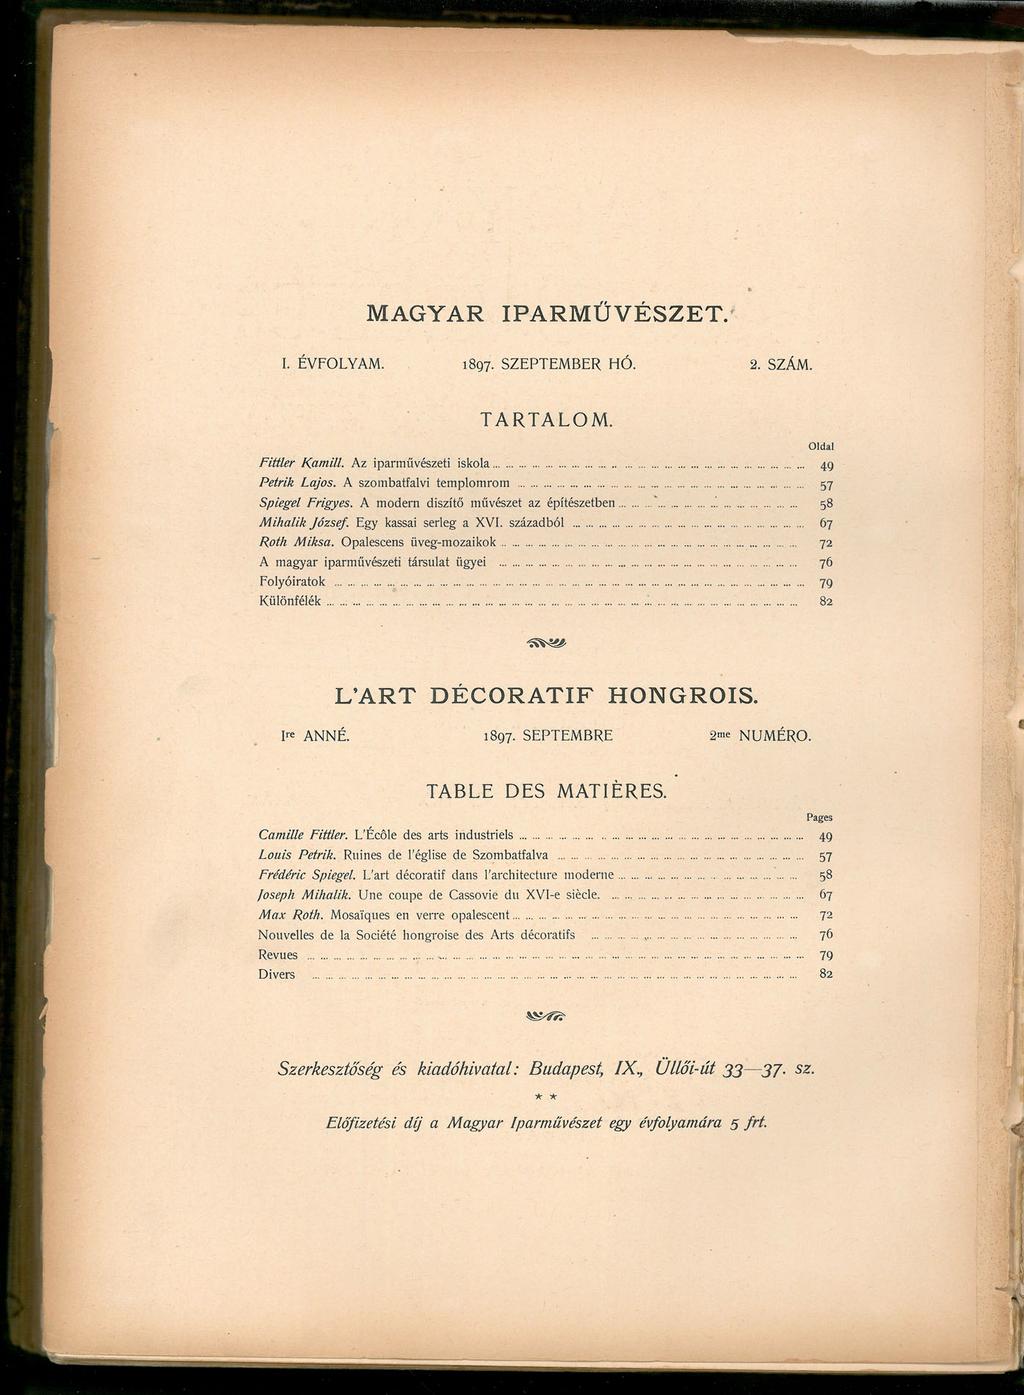 MAGYAR IPARMŰVÉSZET.
I. ÉVFOLYAM. 1897. SZEPTEMBER HÓ. 2. SZÁM.
TARTALOM.
Oldal
Fittler Kamill. Az iparművészeti iskola 49
Petrik Lajos. A szombatfalvi templomrom 57
Spiegel Frigyes. A modern diszítő művészet az építészetben 58
Mihalik József. Egy kassai serleg a XVI. századból 67
Roth Miksa. Opalescens üveg-mozaikok 72
A magyar iparművészeti társulat ügyei 76
Folyóiratok 79
Különfélék 82
L'ART DÉCORATIF HONGROIS.
Ire ANNÉ. 1897. SEPTEMBRE 2me NUMÉRO.
TABLE DES MATIÈRES.
Pages
Camille Fittler. L'Écôle des arts industriels 49
Louis Petrik. Ruines de l'église de Szombatfalva 57
Frédéric Spiegel. L'art décoratif dans l'architecture moderne 58
Joseph Mihalik. Une coupe de Cassovie du XVI-e siècle. 67
Max Roth. Mosaïques en verre opalescent 72
Nouvelles de la Société hongroise des Arts décoratifs 76
Revues 79
Divers 82
Szerkesztőség és kiadóhivatal: Budapest, IX., Üllői-út 33—37. sz.
* *
Előfizetési díj a Magyar Iparművészet egy évfolyamára 5 frt.